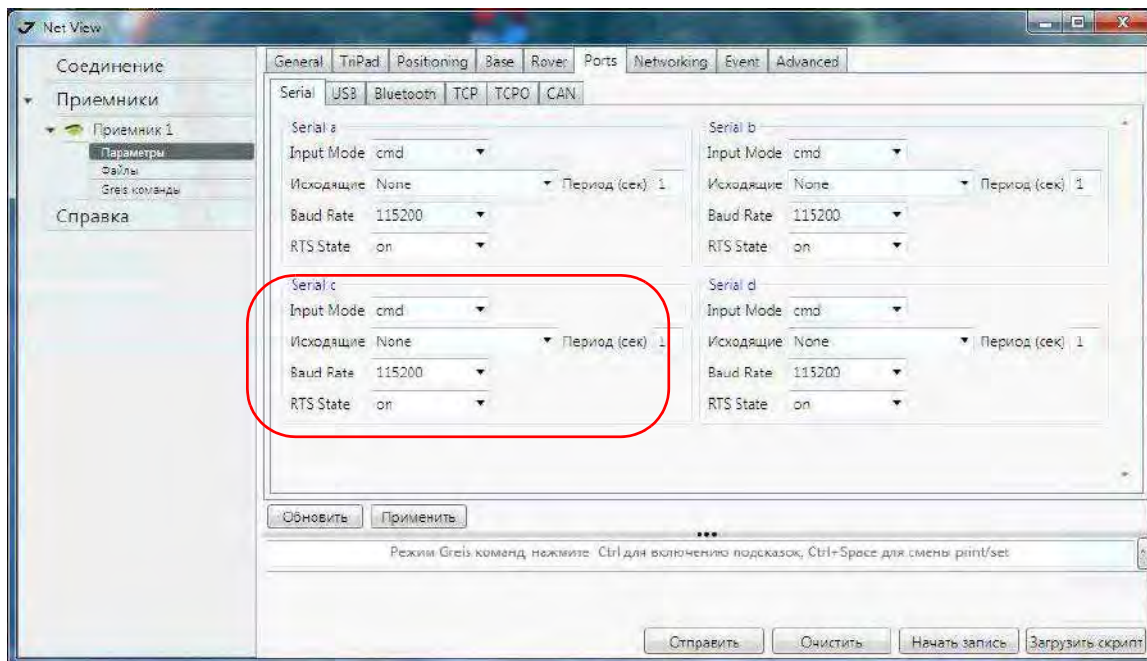 Net View
Соединение
Приемники
Приемник 1
Параметры
Файлы
Greis команды
Справка
General TriPad Positioning Base Rover Ports Networking Event Advanced
Serial USB Bluetooth TCP TCPO CAN
Serial a
Input Mode cmd
Исходящие None Период (сек) 1
Baud Rate 115200
RTS State on
Serial b
Input Mode cmd
Исходящие None Период (сек) 1
Baud Rate 115200
RTS State on
Serial c
Input Mode cmd
Исходящие None Период (сек) 1
Baud Rate 115200
RTS State on
Serial d
Input Mode cmd
Исходящие None Период (сек) 1
Baud Rate 115200
RTS State on
Обновить Применить
Режим Greis команд, нажмите Ctrl для включению подсказок, Ctrl+Space для смены print/set
Отправить Очистить Начать запись Загрузить скрипт